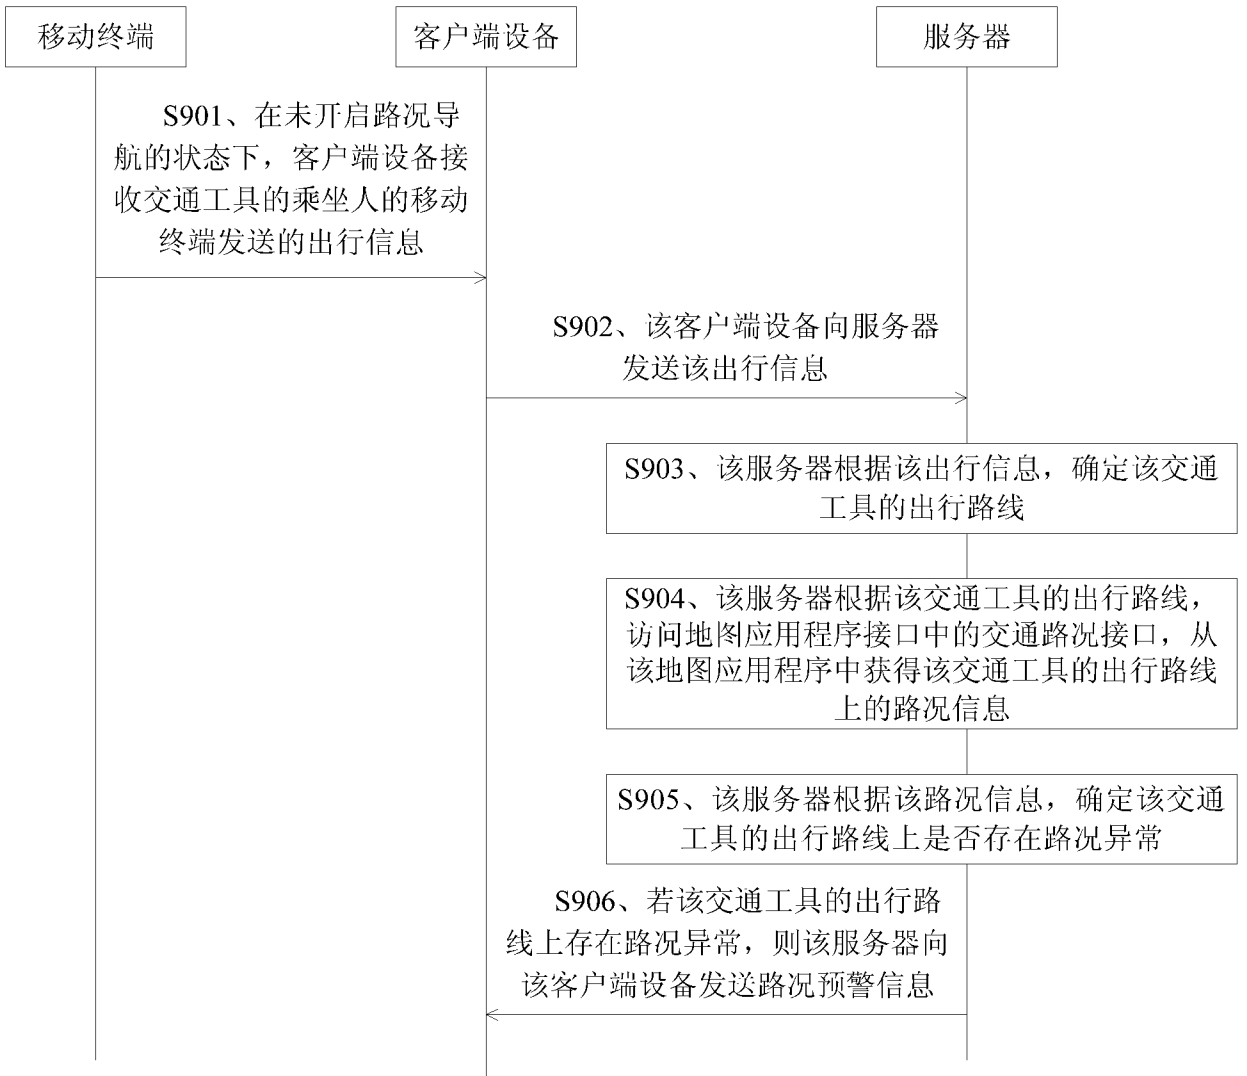 移动终端
客户端设备
服务器
S901、在未开启路况导
航的状态下，客户端设备接
收交通工具的乘坐人的移动
终端发送的出行信息
S902、该客户端设备向服务器
发送该出行信息
S903、该服务器根据该出行信息，确定该交通
工具的出行路线
S904、该服务器根据该交通工具的出行路线，
访问地图应用程序接口中的交通路况接口，从
该地图应用程序中获得该交通工具的出行路线
上的路况信息
S905、该服务器根据该路况信息，确定该交通
工具的出行路线上是否存在路况异常
S906、若该交通工具的出行路
线上存在路况异常，则该服务器向
该客户端设备发送路况预警信息